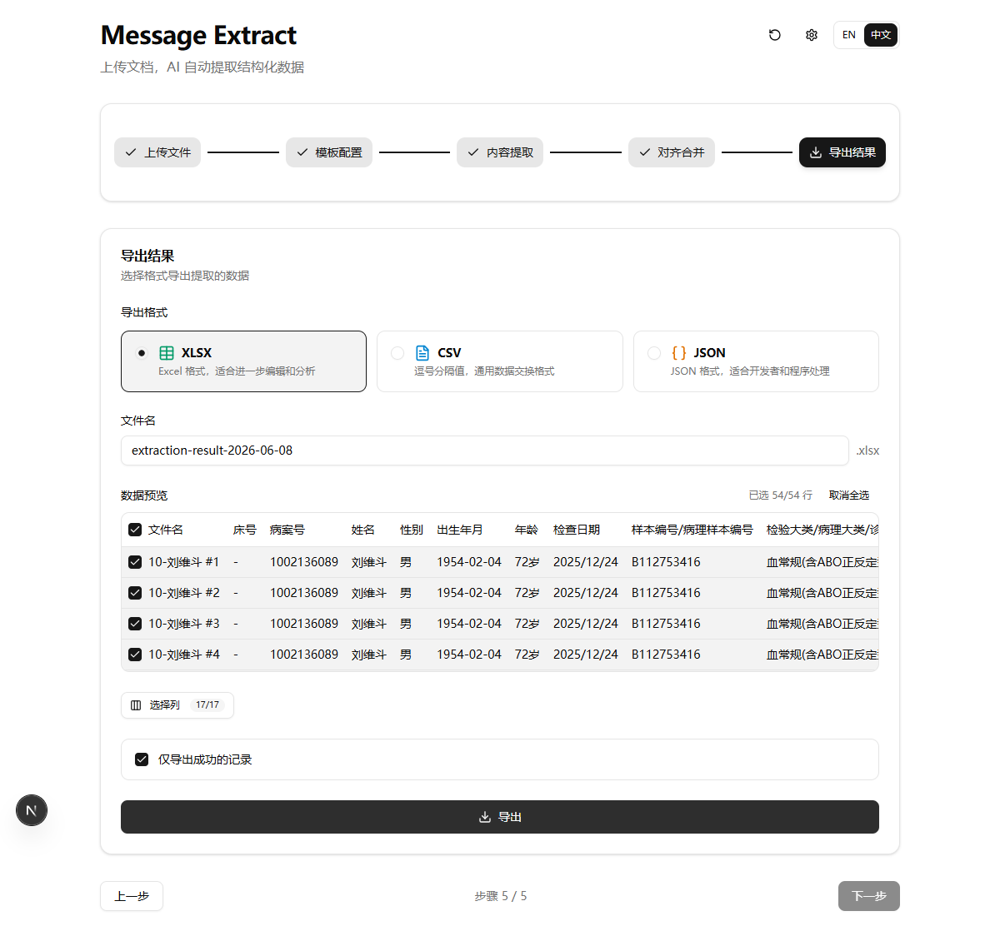 Message Extract
EN 中文
上传文档，AI 自动提取结构化数据
上传文件 模板配置 内容提取 对齐合并 导出结果
导出结果
选择格式导出提取的数据
导出格式
XLSX
Excel 格式，适合进一步编辑和分析
CSV
逗号分隔值，通用数据交换格式
JSON
JSON 格式，适合开发者和程序处理
文件名
extraction-result-2026-06-08 .xlsx
数据预览 已选 54/54 行 取消全选
文件名 床号 病案号 姓名 性别 出生年月 年龄 检查日期 样本编号/病理样本编号 检验大类/病理大类/诊
10-刘维斗 #1 - 1002136089 刘维斗 男 1954-02-04 72岁 2025/12/24 B112753416 血常规(含ABO正反定
10-刘维斗 #2 - 1002136089 刘维斗 男 1954-02-04 72岁 2025/12/24 B112753416 血常规(含ABO正反定
10-刘维斗 #3 - 1002136089 刘维斗 男 1954-02-04 72岁 2025/12/24 B112753416 血常规(含ABO正反定
10-刘维斗 #4 - 1002136089 刘维斗 男 1954-02-04 72岁 2025/12/24 B112753416 血常规(含ABO正反定
选择列 17/17
仅导出成功的记录
N
导出
上一步 步骤 5 / 5 下一步